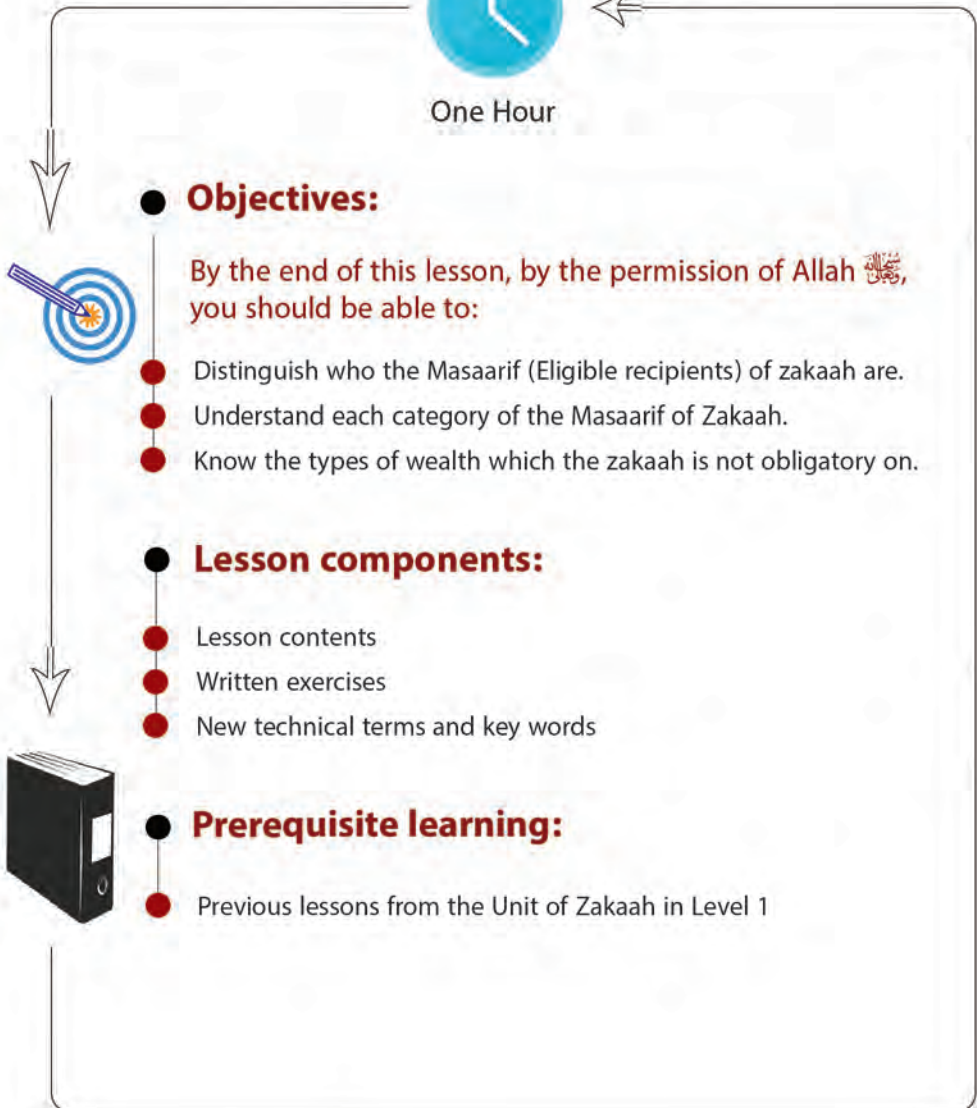 One Hour
Objectives:
By the end of this lesson, by the permission of Allah سُبْحَانَهُ وَتَعَالَى,
you should be able to:
Distinguish who the Masaarif (Eligible recipients) of zakaah are.
Understand each category of the Masaarif of Zakaah.
Know the types of wealth which the zakaah is not obligatory on.
Lesson components:
Lesson contents
Written exercises
New technical terms and key words
Prerequisite learning:
Previous lessons from the Unit of Zakaah in Level 1